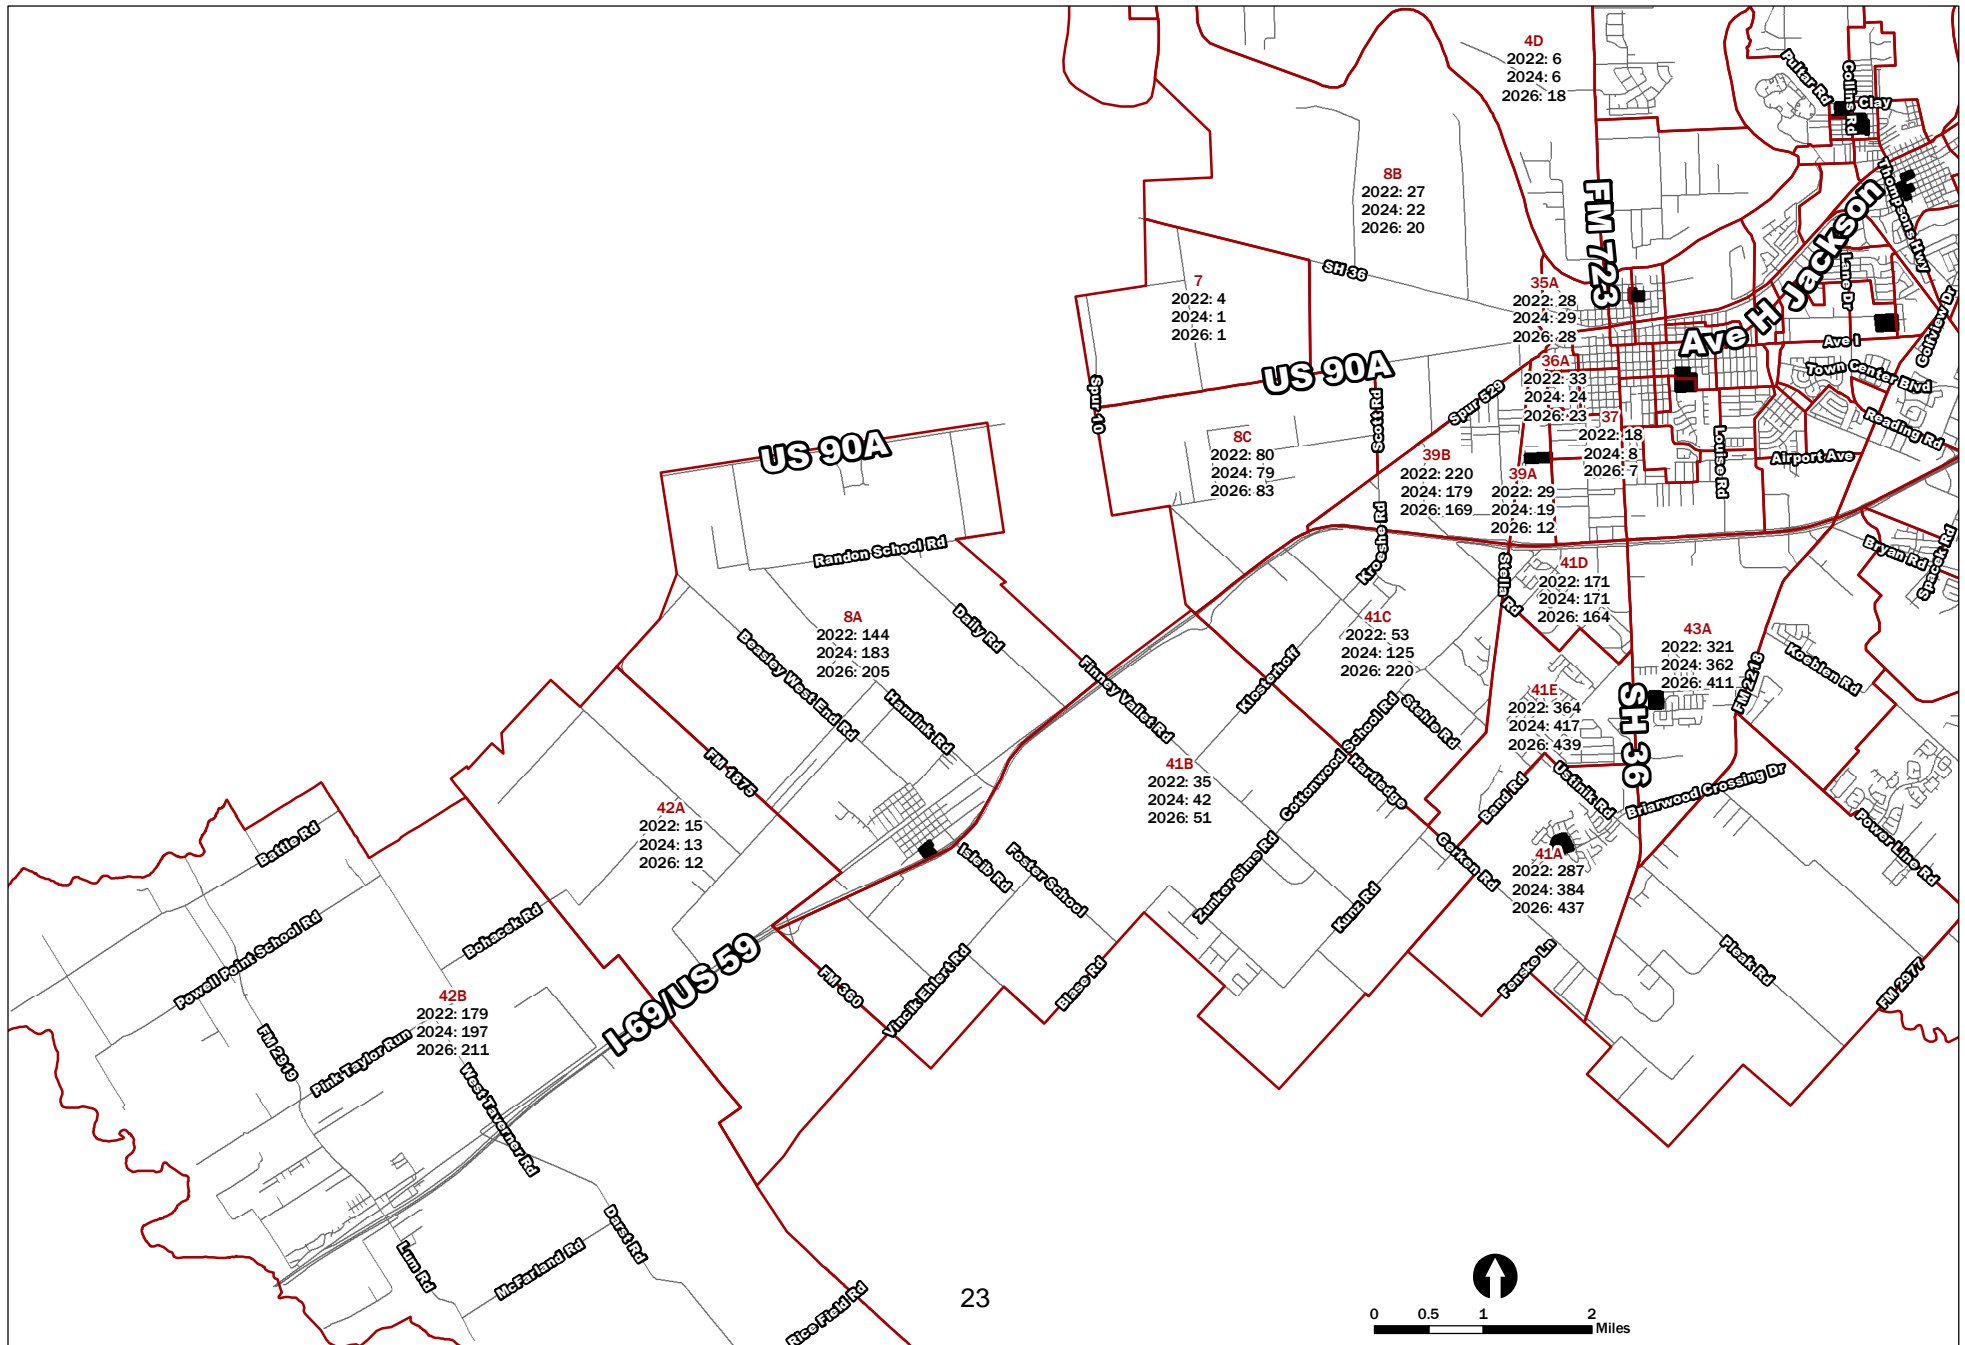 4D
2022: 6
2024: 6
2026: 18
Pultar Rd
Collins Rd
Clay
Thompsons Hwy
8B
2022: 27
2024: 22
2026: 20
FM 723
Ave H
Jackson
Lane Dr
Golfview Dr
SH 36
7
2022: 4
2024: 1
2026: 1
35A
2022: 28
2024: 29
2026: 28
Ave I
Town Center Blvd
US 90A
36A
2022: 33
2024: 24
2026: 23
Spur 10
Scott Rd
Spur 529
37
2022: 18
2024: 8
2026: 7
Louise Rd
Reading Rd
Airport Ave
US 90A
8C
2022: 80
2024: 79
2026: 83
39B
2022: 220
2024: 179
2026: 169
39A
2022: 29
2024: 19
2026: 12
Randon School Rd
Kroeshe Rd
Bryan Rd
Spacek Rd
Stella Rd
41D
2022: 171
2024: 171
2026: 164
8A
2022: 144
2024: 183
2026: 205
Daily Rd
Beasley West End Rd
Hamlink Rd
Finney Vallet Rd
Klosterhoff
41C
2022: 53
2024: 125
2026: 220
43A
2022: 321
2024: 362
2026: 411
Koeblen Rd
FM 2218
SH 36
41E
2022: 364
2024: 417
2026: 439
Stehle Rd
Cottonwood School Rd
Hartledge
FM 1875
41B
2022: 35
2024: 42
2026: 51
Band Rd
Ustinik Rd
Briarwood Crossing Dr
42A
2022: 15
2024: 13
2026: 12
Battle Rd
Isleib Rd
Foster School
Zunker Sims Rd
Kunz Rd
Gerken Rd
41A
2022: 287
2024: 384
2026: 437
Power Line Rd
Powell Point School Rd
Bohacek Rd
I-69/US 59
FM 360
Vincik Ehlert Rd
Blase Rd
Fenske Ln
Pleak Rd
FM 2977
42B
2022: 179
2024: 197
2026: 211
FM 2919
Pink Taylor Run
West Tavener Rd
Darst Rd
Lum Rd
McFarland Rd
Rice Field Rd
23
0 0.5 1 2
Miles